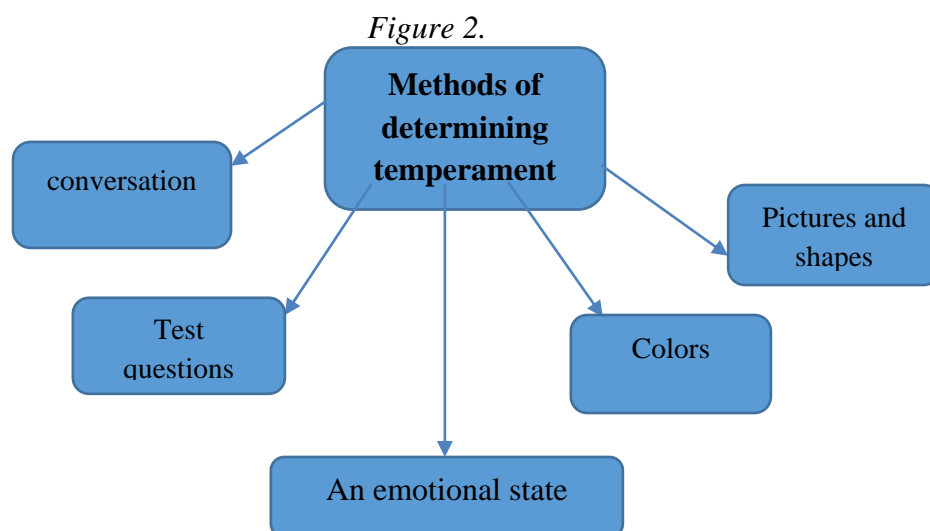 Figure 2.
Methods of
determining
temperament
conversation
Pictures and
shapes
Test
questions
Colors
An emotional state